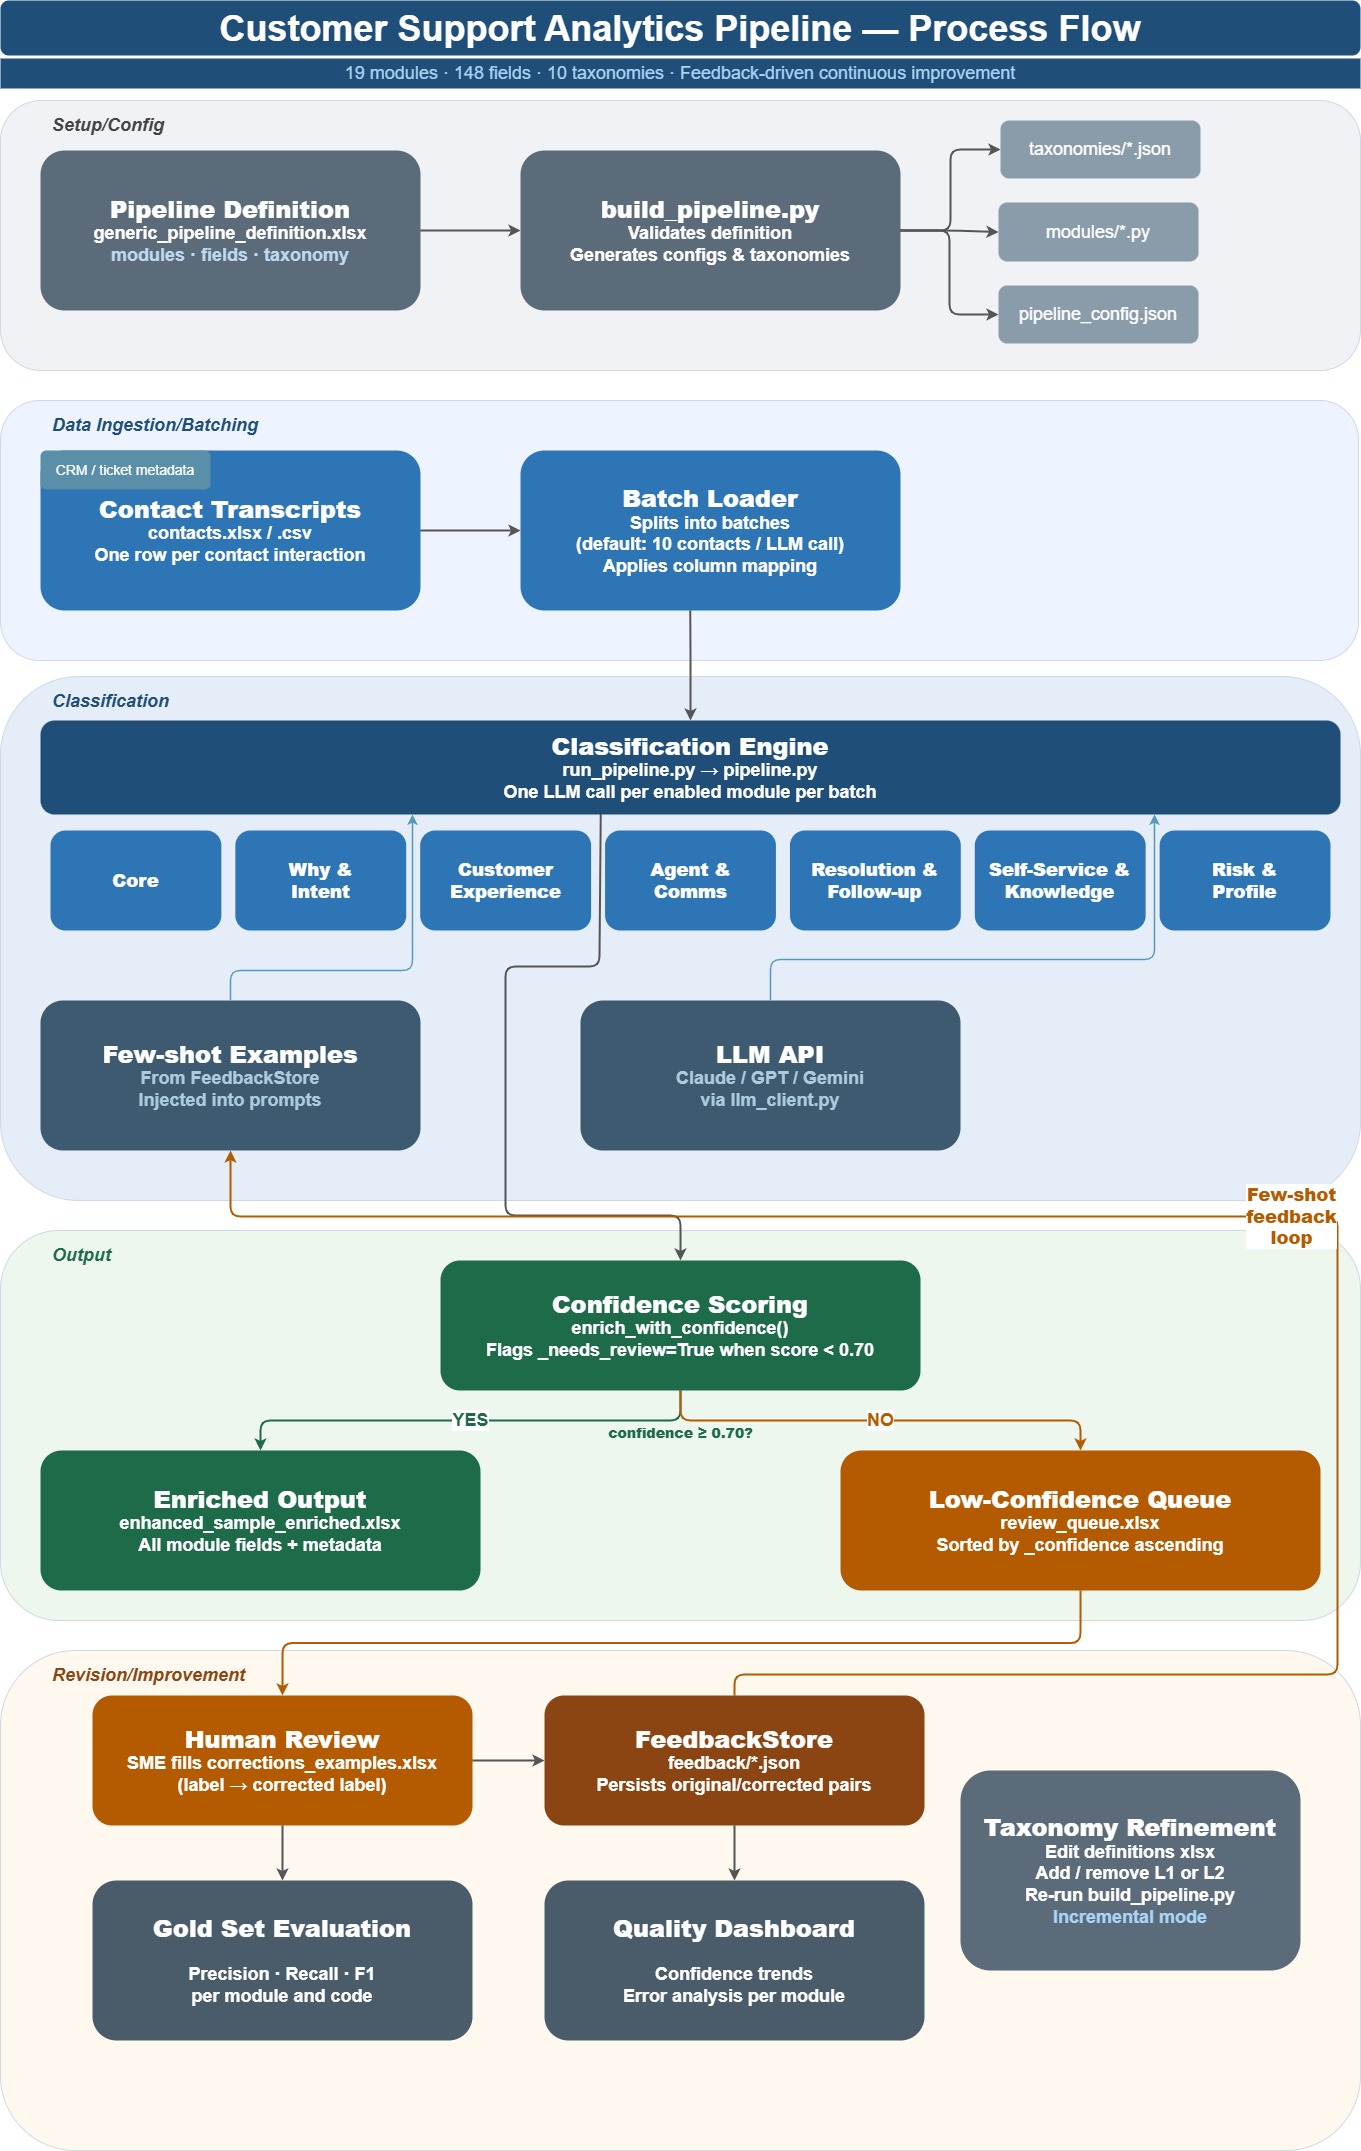 Customer Support Analytics Pipeline — Process Flow
19 modules · 148 fields · 10 taxonomies · Feedback-driven continuous improvement
Setup/Config
Pipeline Definition
generic_pipeline_definition.xlsx
modules · fields · taxonomy
build_pipeline.py
Validates definition
Generates configs & taxonomies
taxonomies/*.json
modules/*.py
pipeline_config.json
Data Ingestion/Batching
CRM / ticket metadata
Contact Transcripts
contacts.xlsx / .csv
One row per contact interaction
Batch Loader
Splits into batches
(default: 10 contacts / LLM call)
Applies column mapping
Classification
Classification Engine
run_pipeline.py → pipeline.py
One LLM call per enabled module per batch
Core
Why &
Intent
Customer
Experience
Agent &
Comms
Resolution &
Follow-up
Self-Service &
Knowledge
Risk &
Profile
Few-shot Examples
From FeedbackStore
Injected into prompts
LLM API
Claude / GPT / Gemini
via llm_client.py
Few-shot
feedback
loop
Output
Confidence Scoring
enrich_with_confidence()
Flags _needs_review=True when score < 0.70
YES
confidence ≥ 0.70?
NO
Enriched Output
enhanced_sample_enriched.xlsx
All module fields + metadata
Low-Confidence Queue
review_queue.xlsx
Sorted by _confidence ascending
Revision/Improvement
Human Review
SME fills corrections_examples.xlsx
(label → corrected label)
FeedbackStore
feedback/*.json
Persists original/corrected pairs
Taxonomy Refinement
Edit definitions xlsx
Add / remove L1 or L2
Re-run build_pipeline.py
Incremental mode
Gold Set Evaluation
Precision · Recall · F1
per module and code
Quality Dashboard
Confidence trends
Error analysis per module